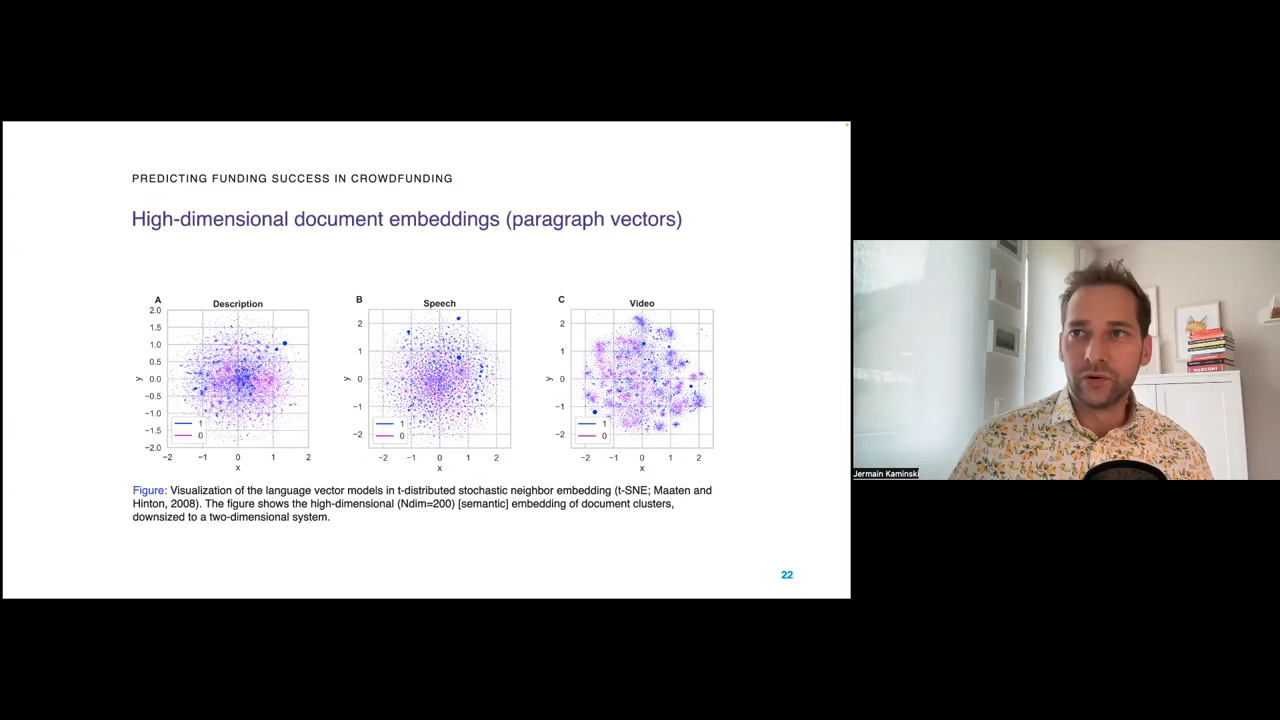 PREDICTING FUNDING SUCCESS IN CROWDFUNDING
High-dimensional document embeddings (paragraph vectors)
A
Description
2.0
1.5
1.0
0.5
0.0
−0.5
−1.0
−1.5
−2.0
y
1
0
−2 −1 0 1 2
x
B
Speech
2
1
0
−1
−2
y
1
0
−2 −1 0 1 2
x
C
Video
2
1
0
−1
−2
y
1
0
−2 −1 0 1 2
x
Figure: Visualization of the language vector models in t-distributed stochastic neighbor embedding (t-SNE; Maaten and
Hinton, 2008). The figure shows the high-dimensional (Ndim=200) [semantic] embedding of document clusters,
downsized to a two-dimensional system.
22
MARCONI
Jermain Kaminski